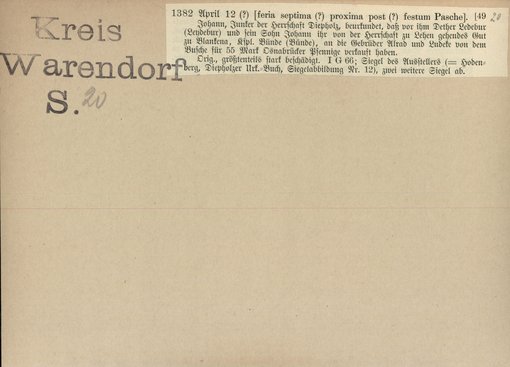 Kreis
Warendorf
S. 20
1382 April 12 (?) [feria septima (?) proxima post (?) festum Pasche]. [49 20
Johann, Junker der Herrschaft Diepholz, beurkundet, daß vor ihm Dether Ledebur
(Leydebur) und sein Sohn Johann ihr von der Herrschaft zu Lehen gehendes Gut
zu Blankena, Kspl. Bünde (Bünde), an die Gebrüder Alrad und Ludeke von dem
Busche für 55 Mark Osnabrücker Pfennige verkauft haben.
Orig., größtenteils stark beschädigt. I G 66; Siegel des Ausstellers (= Hoden-
berg, Diepholzer Urk.-Buch, Siegelabbildung Nr. 12), zwei weitere Siegel ab.